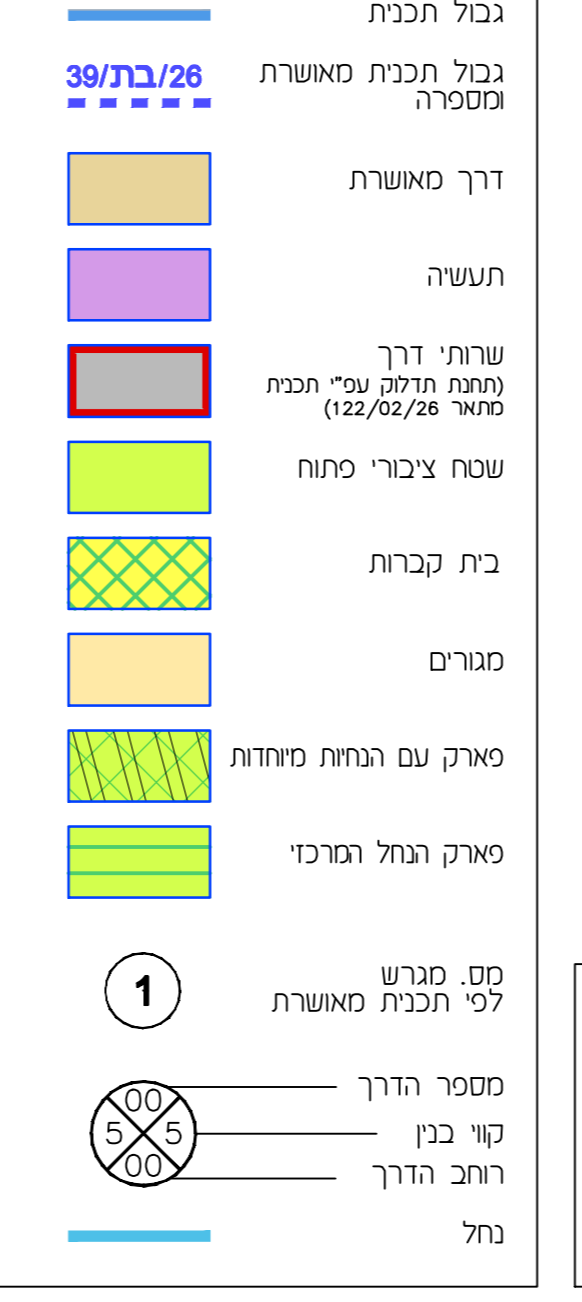 גבול תכנית
גבול תכנית מאושרת
ומספרה
39/בת/26
דרך מאושרת
תעשיה
שרותי דרך
(תחנת תדלוק עפ"י תכנית
מתאר 122/02/26)
שטח ציבורי פתוח
בית קברות
מגורים
פארק עם הנחיות מיוחדות
פארק הנחל המרכזי
מס. מגרש
לפי תכנית מאושרת
1
מספר הדרך
קווי בנין
רוחב הדרך
00
5 5
00
נחל